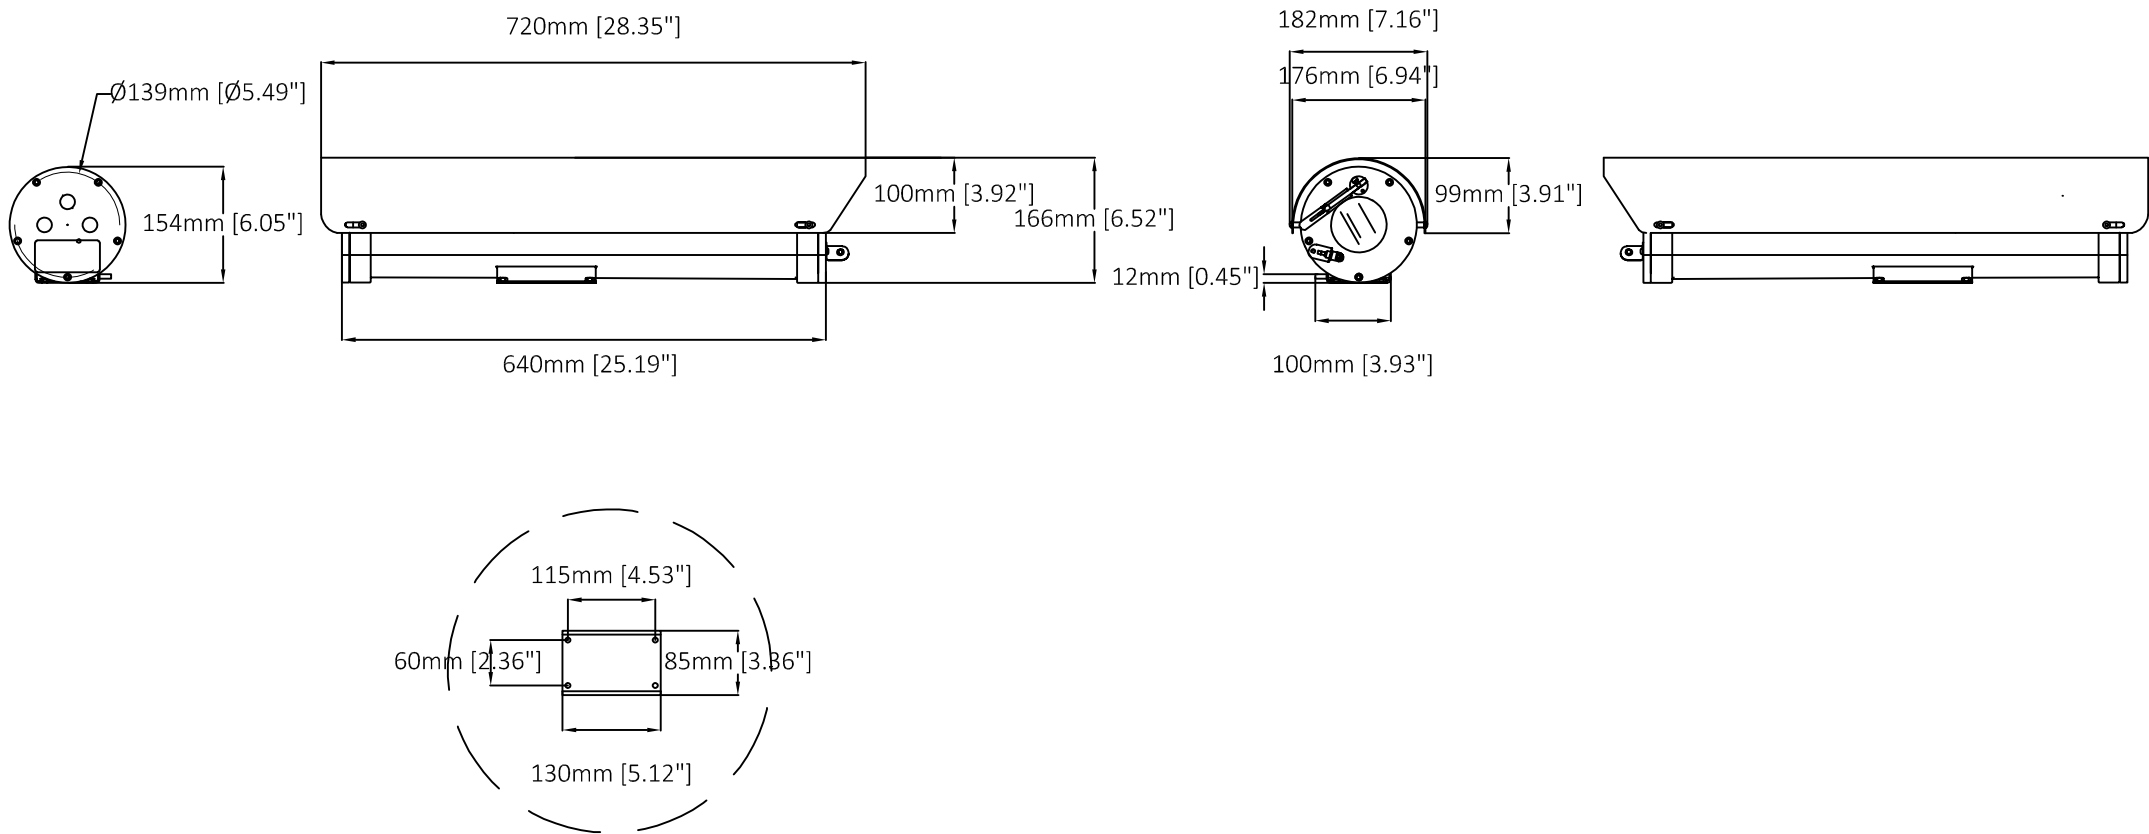 720mm [28.35"]
182mm [7.16"]
176mm [6.94"]
Ø139mm [Ø5.49"]
154mm [6.05"]
100mm [3.92"]
166mm [6.52"]
99mm [3.91"]
12mm [0.45"]
640mm [25.19"]
100mm [3.93"]
115mm [4.53"]
60mm [2.36"]
85mm [3.36"]
130mm [5.12"]